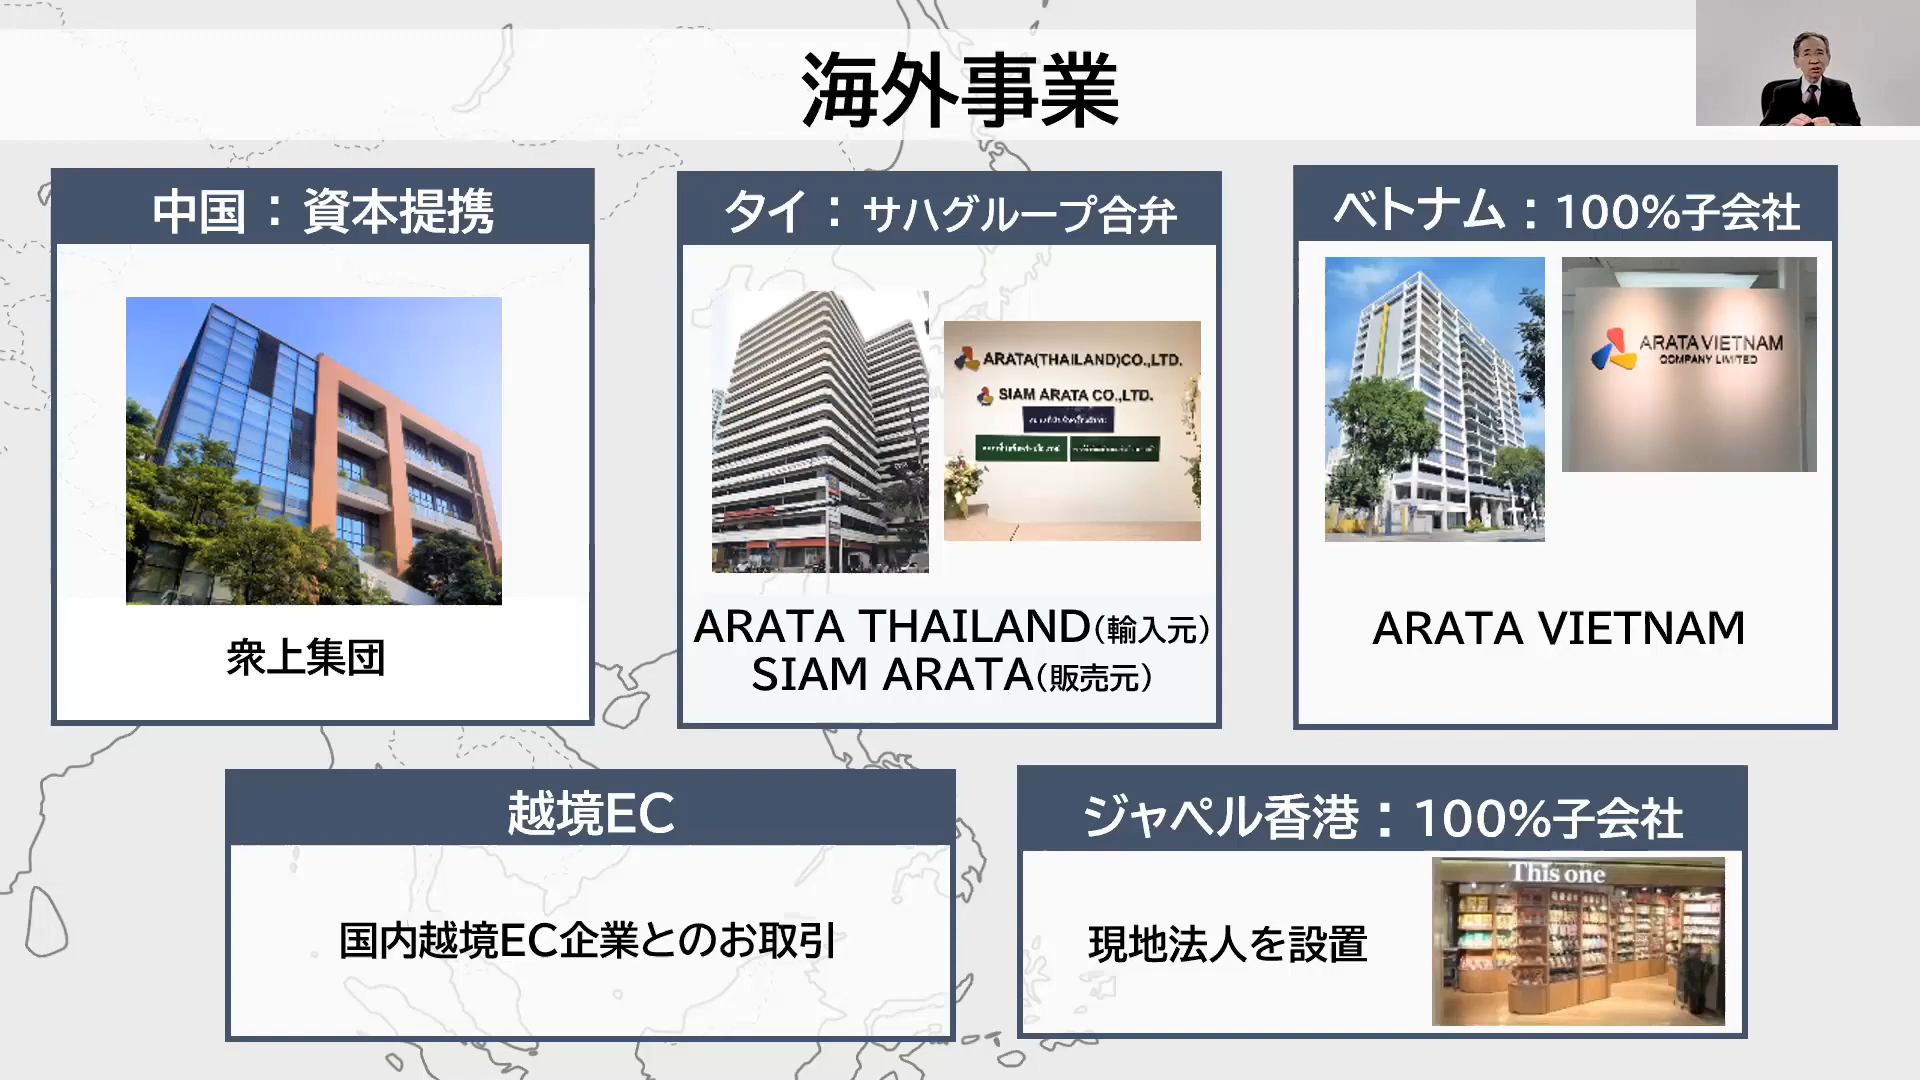 海外事業
中国：資本提携
衆上集団
タイ：サハグループ合弁
ARATA(THAILAND)CO.,LTD.
SIAM ARATA CO.,LTD.
ARATA THAILAND（輸入元）
SIAM ARATA（販売元）
ベトナム：100%子会社
ARATA VIETNAM
COMPANY LIMITED
ARATA VIETNAM
越境EC
国内越境EC企業とのお取引
ジャペル香港：100%子会社
現地法人を設置
This one